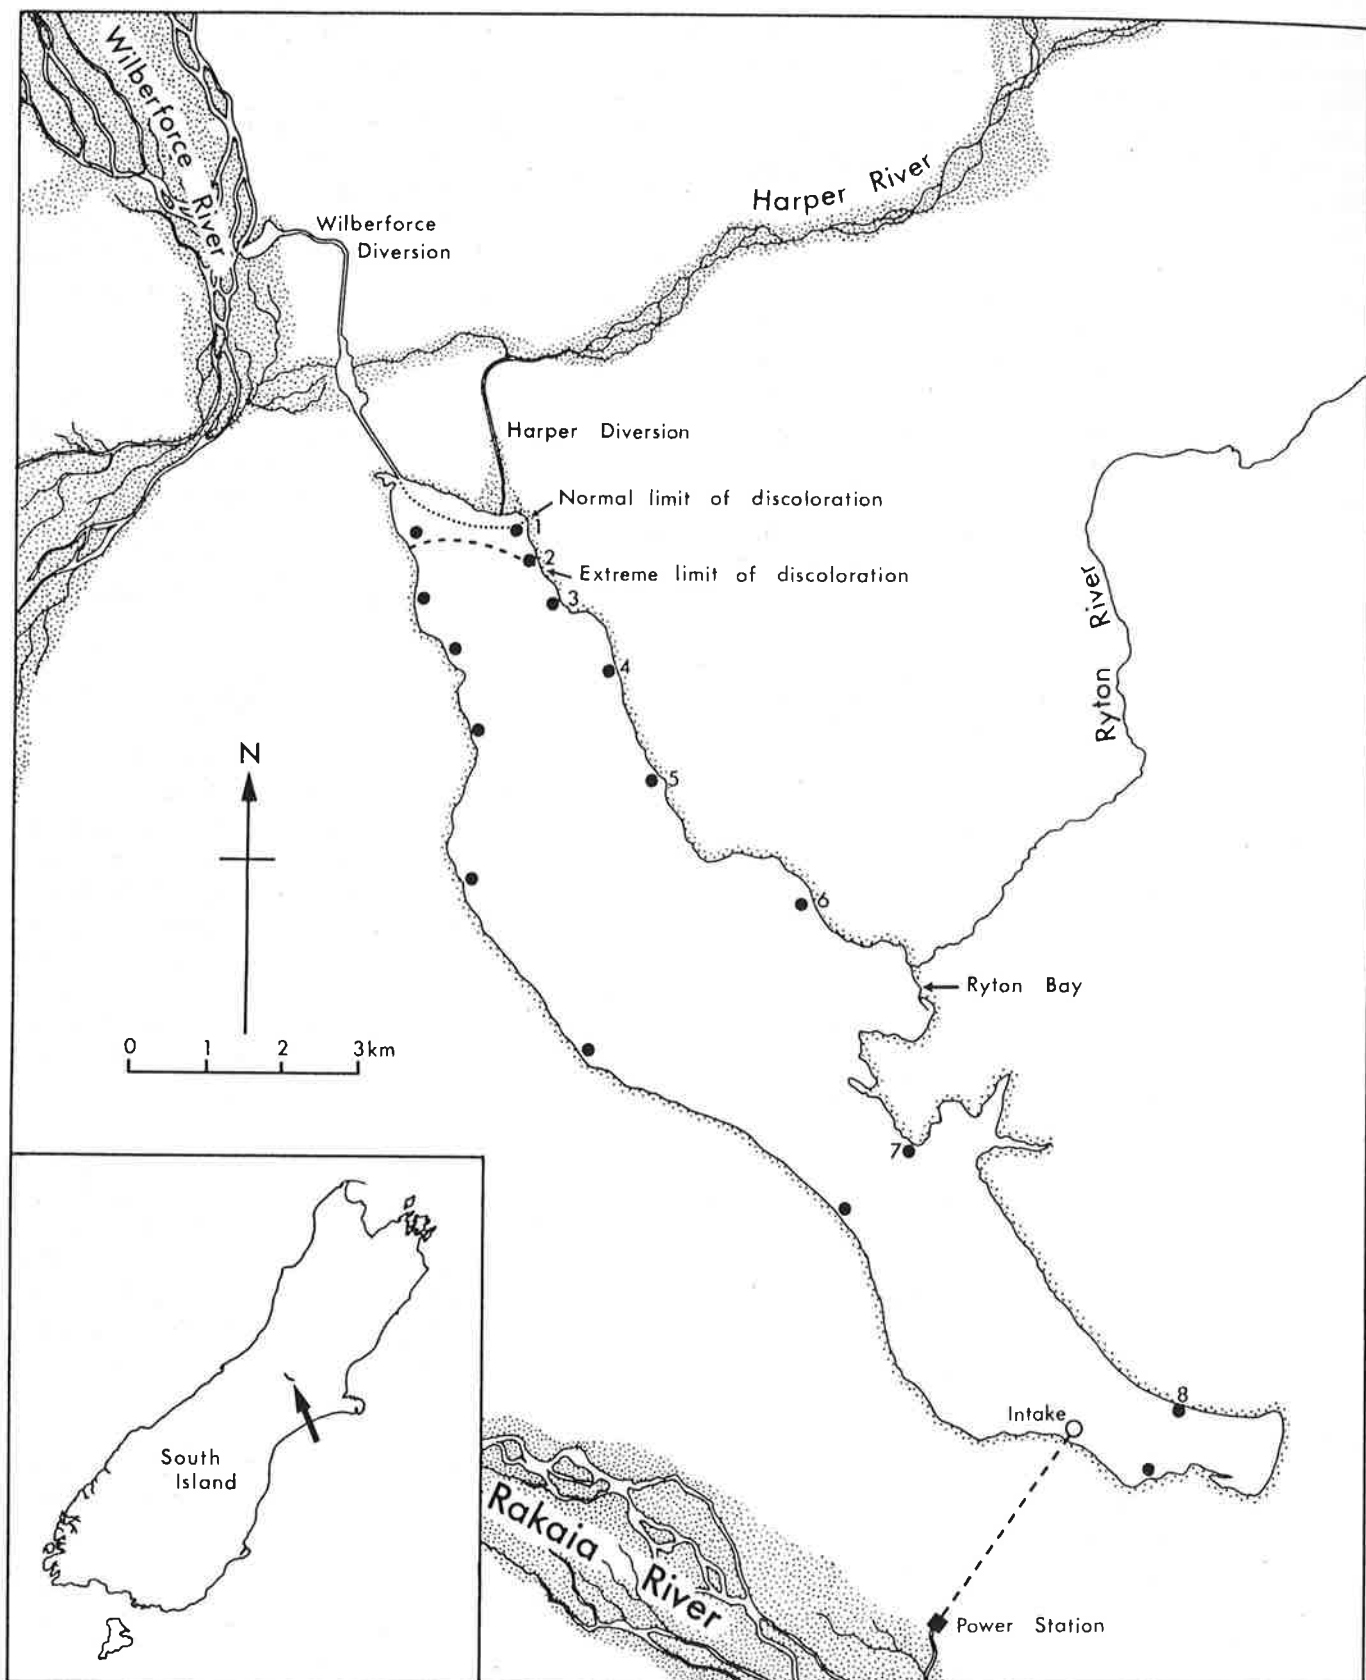 Wilberforce River
Harper River
Wilberforce
Diversion
Harper Diversion
Normal limit of discoloration
1
2
Extreme limit of discoloration
3
4
Ryton River
N
5
6
Ryton Bay
0 1 2 3km
7
8
Intake
South
Island
Rakaia River
Power Station